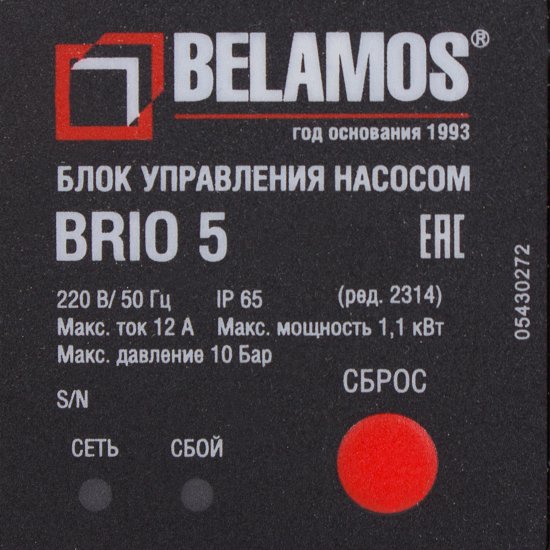 BELAMOS®
год основания 1993
БЛОК УПРАВЛЕНИЯ НАСОСОМ
BRIO 5
EAC
220 В/ 50 Гц IP 65 (ред. 2314)
Макс. ток 12 А Макс. мощность 1,1 кВт
Макс. давление 10 Бар
S/N
СБРОС
СЕТЬ СБОЙ
05430272